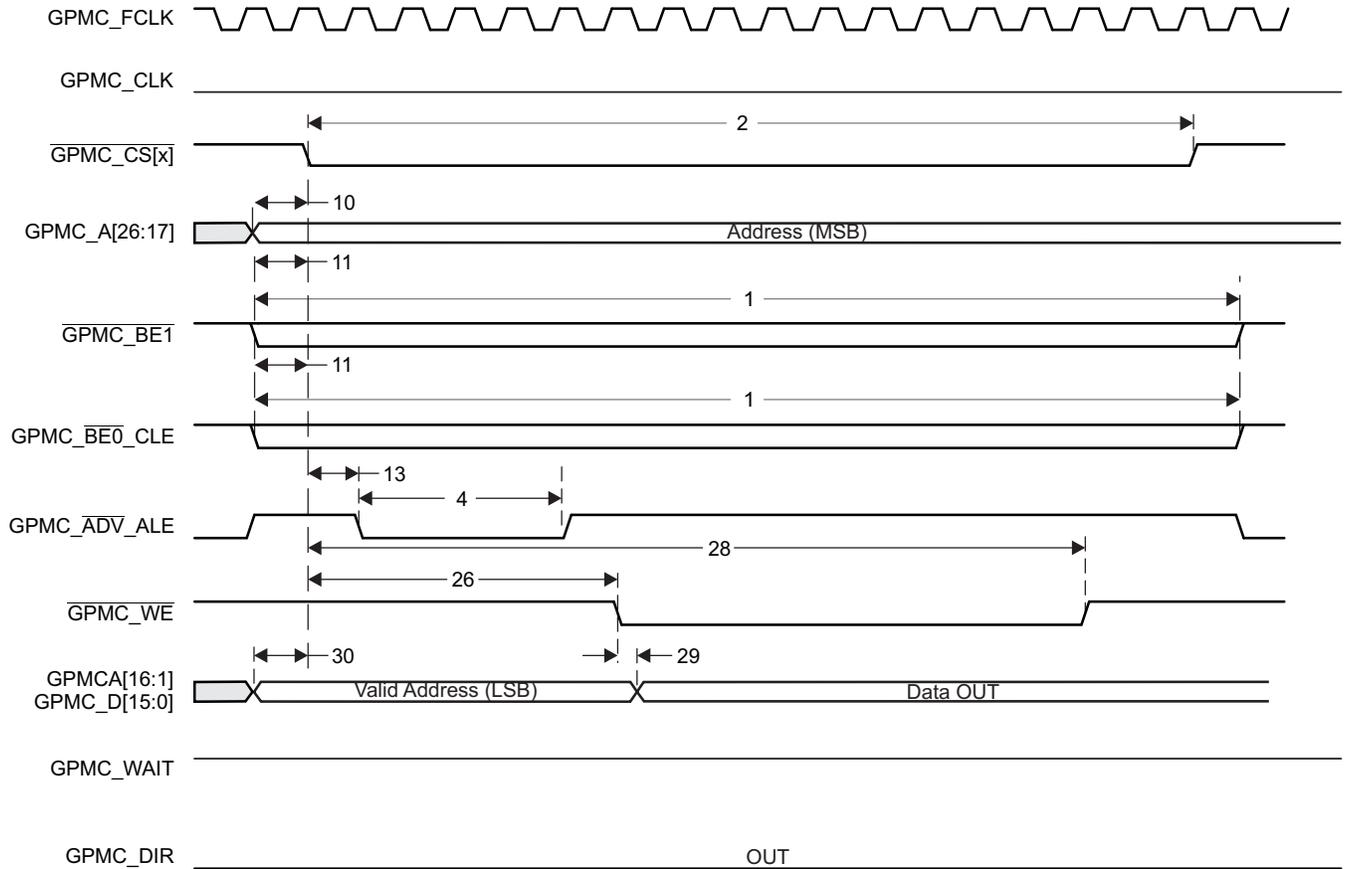 GPMC_FCLK
GPMC_CLK
2
GPMC_CS[x]
10
GPMC_A[26:17]
Address (MSB)
11
1
GPMC_BE1
11
1
GPMC_BE0_CLE
13
4
GPMC_ADV_ALE
28
26
GPMC_WE
30
29
GPMCA[16:1]
GPMC_D[15:0]
Valid Address (LSB)
Data OUT
GPMC_WAIT
GPMC_DIR
OUT